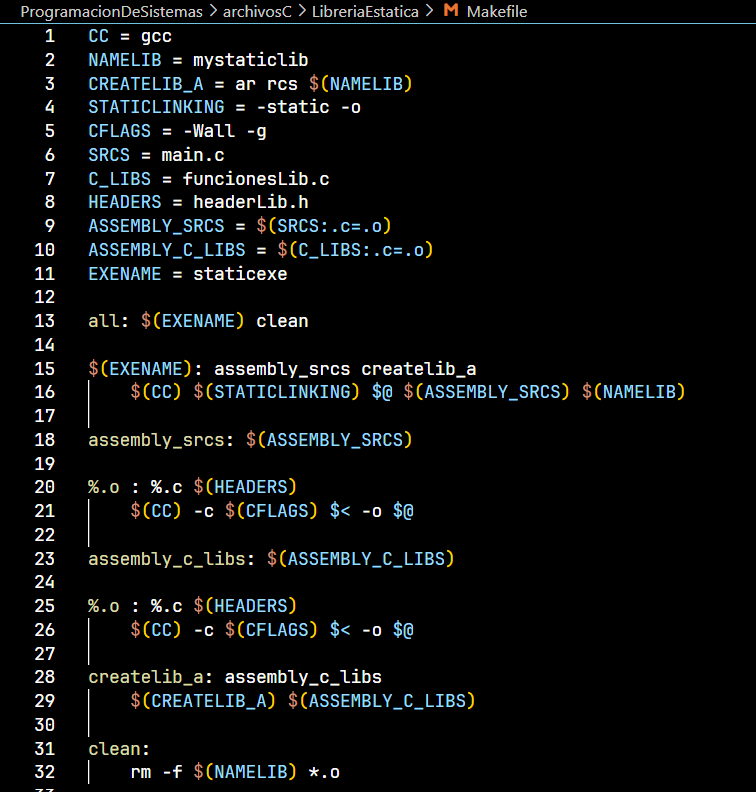 ProgramacionDeSistemas > archivosC > LibreriaEstatica > M Makefile
1 CC = gcc
2 NAMELIB = mystaticlib
3 CREATELIB_A = ar rcs $(NAMELIB)
4 STATICLINKING = -static -o
5 CFLAGS = -Wall -g
6 SRCS = main.c
7 C_LIBS = funcionesLib.c
8 HEADERS = headerLib.h
9 ASSEMBLY_SRCS = $(SRCS:.c=.o)
10 ASSEMBLY_C_LIBS = $(C_LIBS:.c=.o)
11 EXENAME = staticexe
12
13 all: $(EXENAME) clean
14
15 $(EXENAME): assembly_srcs createlib_a
16 $(CC) $(STATICLINKING) $@ $(ASSEMBLY_SRCS) $(NAMELIB)
17
18 assembly_srcs: $(ASSEMBLY_SRCS)
19
20 %.o : %.c $(HEADERS)
21 $(CC) -c $(CFLAGS) $< -o $@
22
23 assembly_c_libs: $(ASSEMBLY_C_LIBS)
24
25 %.o : %.c $(HEADERS)
26 $(CC) -c $(CFLAGS) $< -o $@
27
28 createlib_a: assembly_c_libs
29 $(CREATELIB_A) $(ASSEMBLY_C_LIBS)
30
31 clean:
32 rm -f $(NAMELIB) *.o